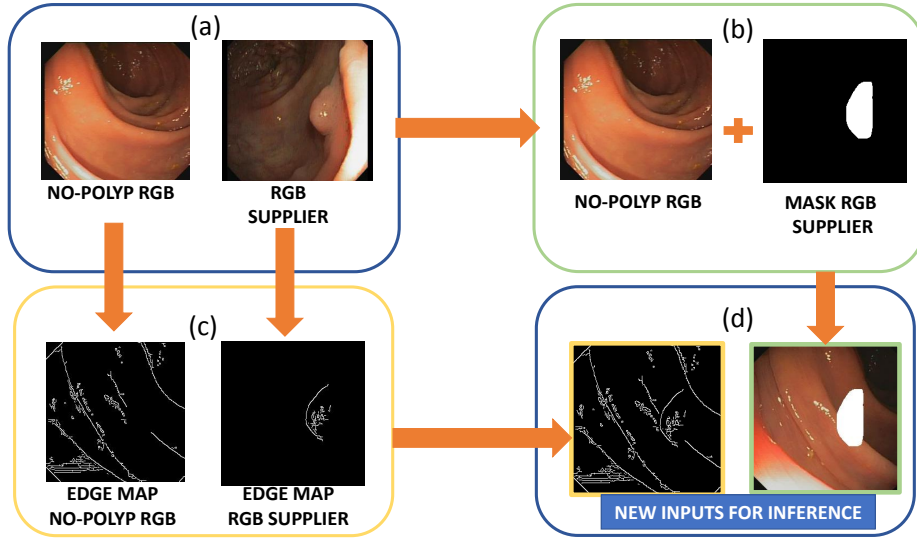 (a)
NO-POLYP RGB
RGB
SUPPLIER
(b)
NO-POLYP RGB
MASK RGB
SUPPLIER
(c)
EDGE MAP
NO-POLYP RGB
EDGE MAP
RGB SUPPLIER
(d)
NEW INPUTS FOR INFERENCE